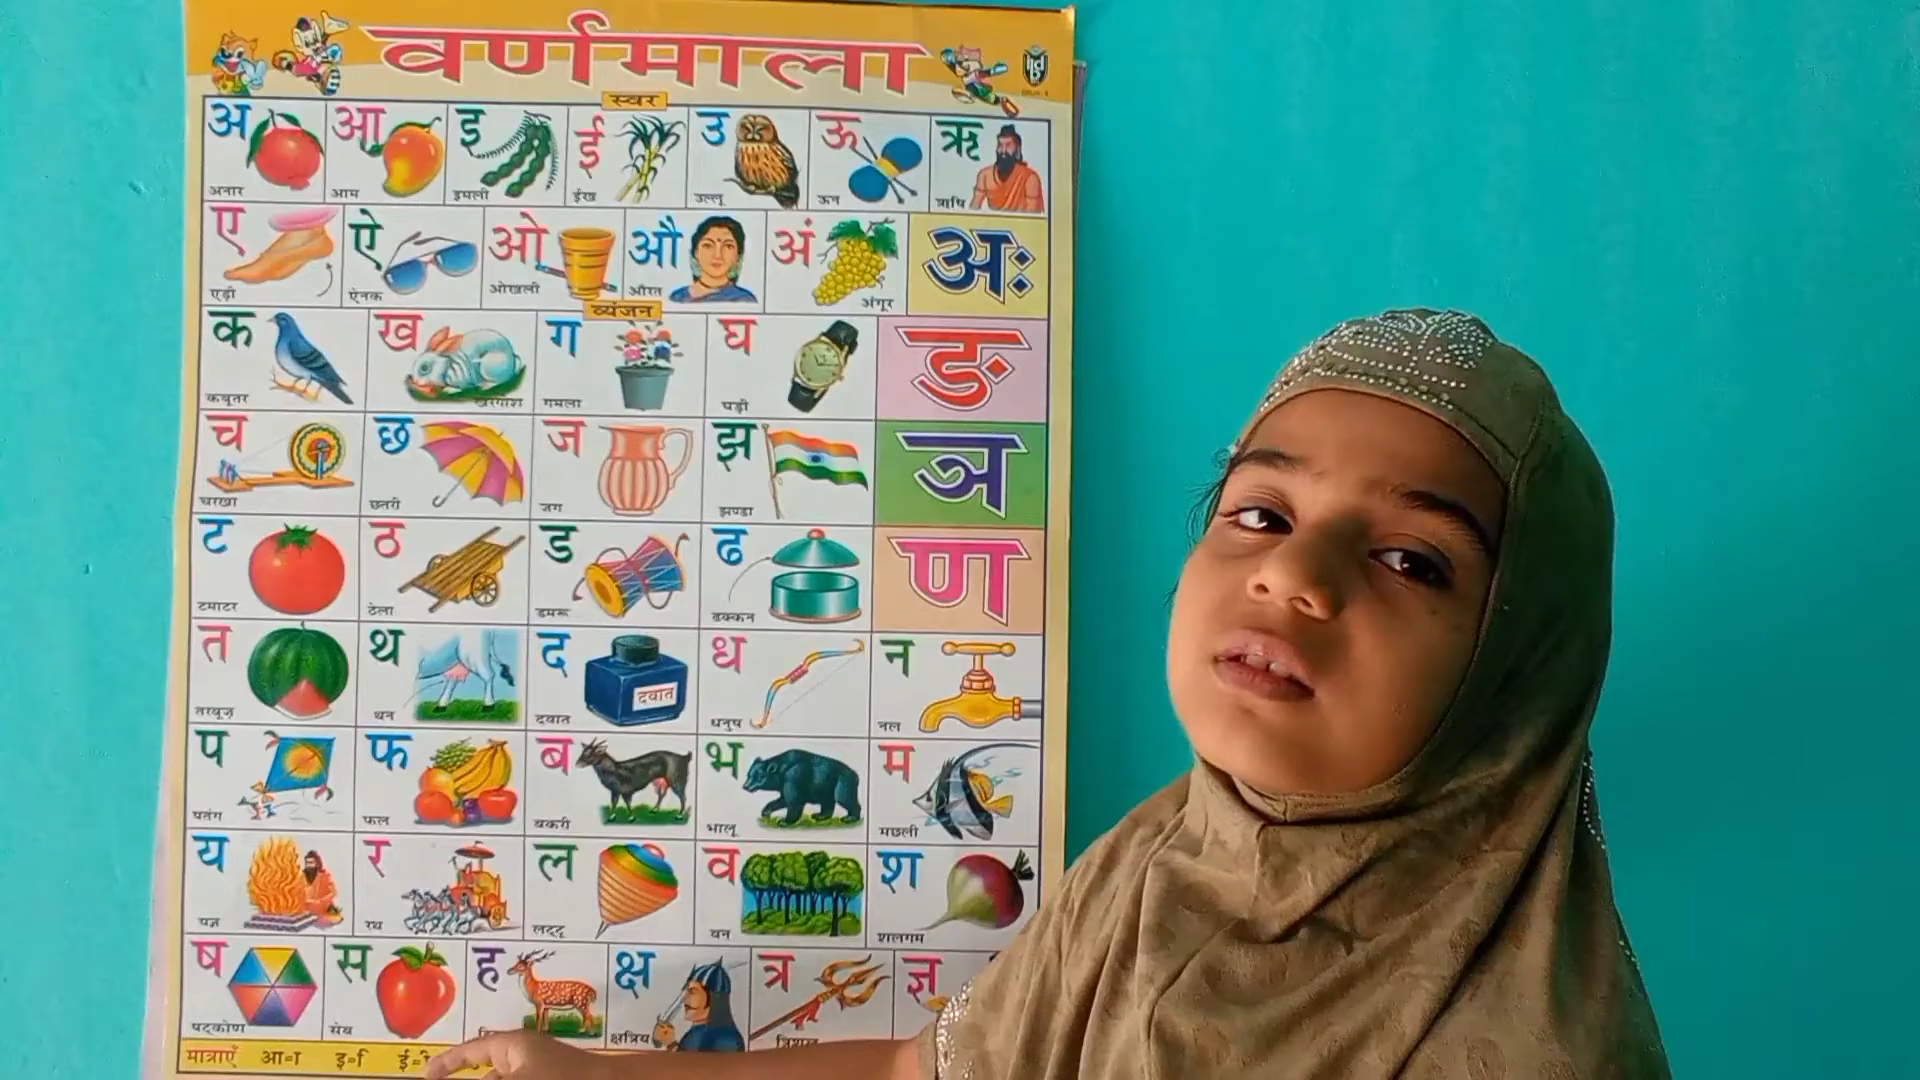 वर्णमाला
स्वर
अ आ इ ई उ ऊ ऋ
अनार आम इमली ईख उल्लू ऊन ऋषि
ए ऐ ओ औ अं अः
एड़ी ऐनक ओखली औरत अंगूर
व्यंजन
क ख ग घ ङ
कबूतर खरगोश गमला घड़ी
च छ ज झ ञ
चरखा छतरी जग झण्डा
ट ठ ड ढ ण
टमाटर ठेला डमरू ढक्कन
त थ द ध न
दवात
तरबूज़ थन दवात धनुष नल
प फ ब भ म
पतंग फल बकरी भालू मछली
य र ल व श
यज्ञ रथ लट्टू वन शलगम
ष स ह क्ष त्र ज्ञ
षट्कोण सेब क्षत्रिय
मात्राएँ आ=ा इ=ि